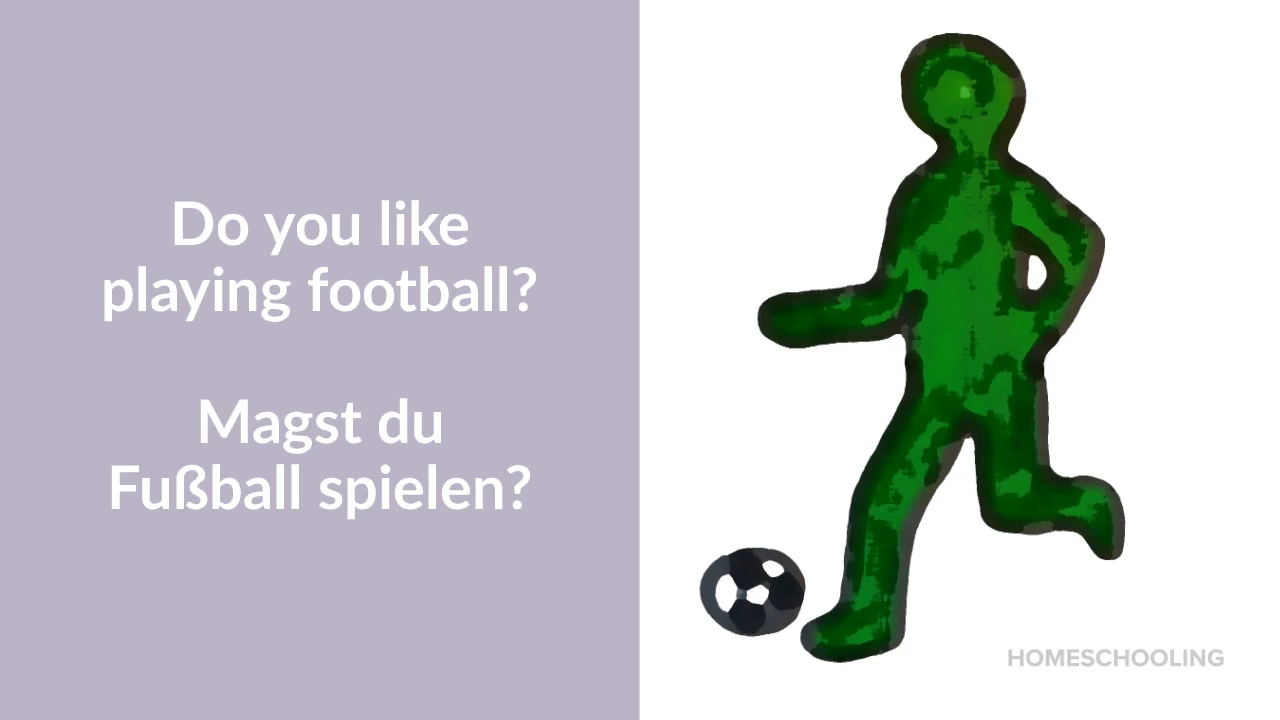 Do you like
playing football?
Magst du
Fußball spielen?
HOMESCHOOLING